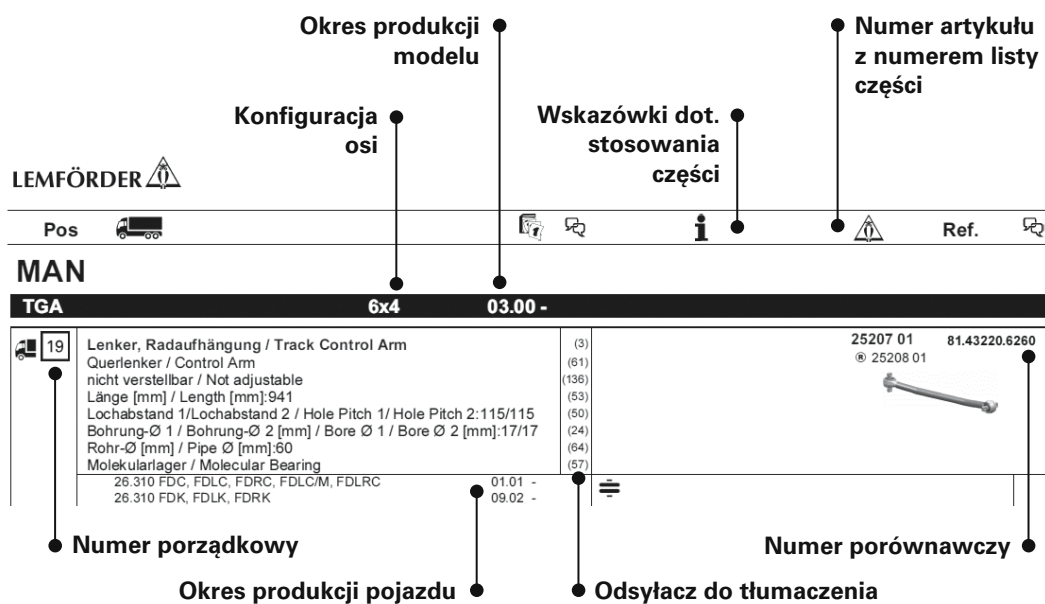 Okres produkcji
modelu
Numer artykułu
z numerem listy
części
Konfiguracja
osi
Wskazówki dot.
stosowania
części
LEMFÖRDER
Pos
i
Ref.
MAN
TGA 6x4 03.00 -
19
Lenker, Radaufhängung / Track Control Arm (3)
Querlenker / Control Arm (61)
nicht verstellbar / Not adjustable (136)
Länge [mm] / Length [mm]:941 (53)
Lochabstand 1/Lochabstand 2 / Hole Pitch 1/ Hole Pitch 2:115/115 (50)
Bohrung-Ø 1 / Bohrung-Ø 2 [mm] / Bore Ø 1 / Bore Ø 2 [mm]:17/17 (24)
Rohr-Ø [mm] / Pipe Ø [mm]:60 (64)
Molekularlager / Molecular Bearing (57)
25207 01 81.43220.6260
® 25208 01
26.310 FDC, FDLC, FDRC, FDLC/M, FDLRC 01.01 -
26.310 FDK, FDLK, FDRK 09.02 -
Numer porządkowy
Numer porównawczy
Okres produkcji pojazdu
Odsyłacz do tłumaczenia